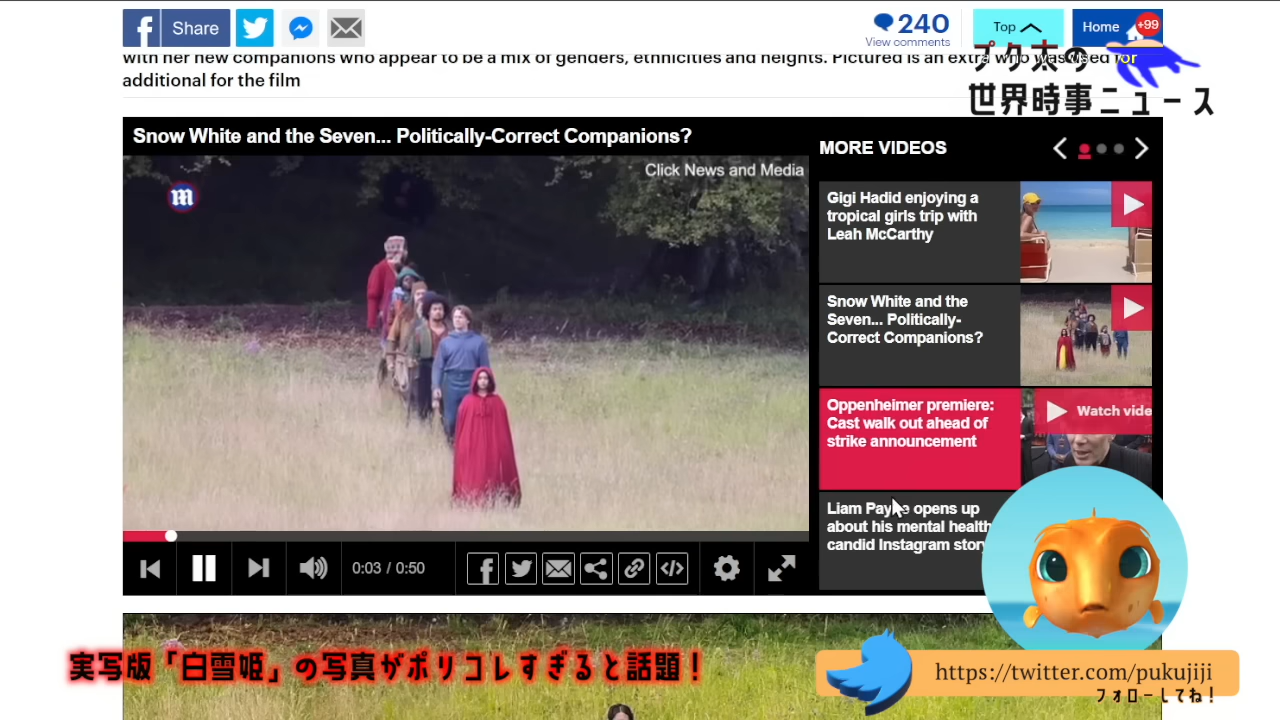 Share
240
View comments
Top
Home
+99
with her new companions who appear to be a mix of genders, ethnicities and heights. Pictured is an extra who was used for
additional for the film
プク太の
世界時事ニュース
Snow White and the Seven... Politically-Correct Companions?
Click News and Media
MORE VIDEOS
Gigi Hadid enjoying a
tropical girls trip with
Leah McCarthy
Snow White and the
Seven... Politically-
Correct Companions?
Oppenheimer premiere:
Cast walk out ahead of
strike announcement
Watch vide
Liam Payne opens up
about his mental health
candid Instagram story
0:03 / 0:50
実写版「白雪姫」の写真がポリコレすぎると話題！
https://twitter.com/pukujiji
フォローしてね！